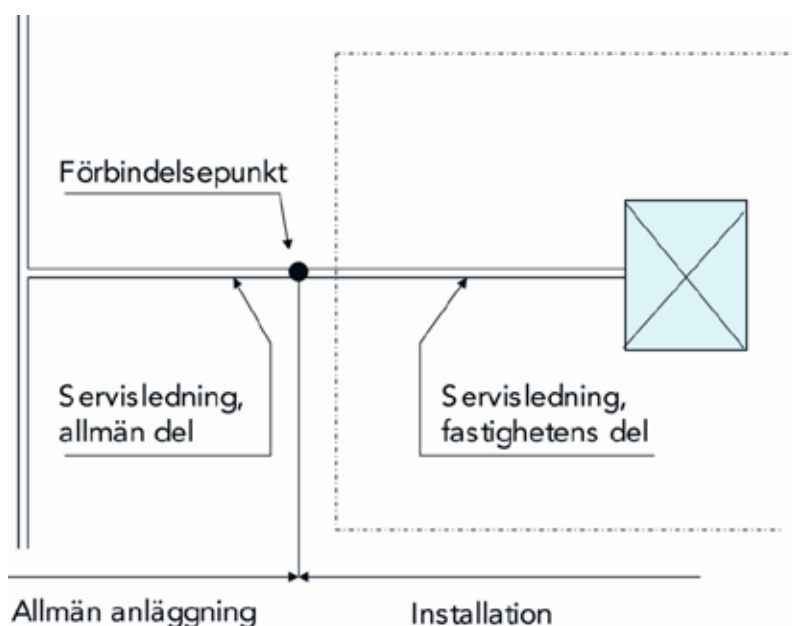 Förbindelsepunkt
Servisledning,
allmän del
Servisledning,
fastighetens del
Allmän anläggning
Installation